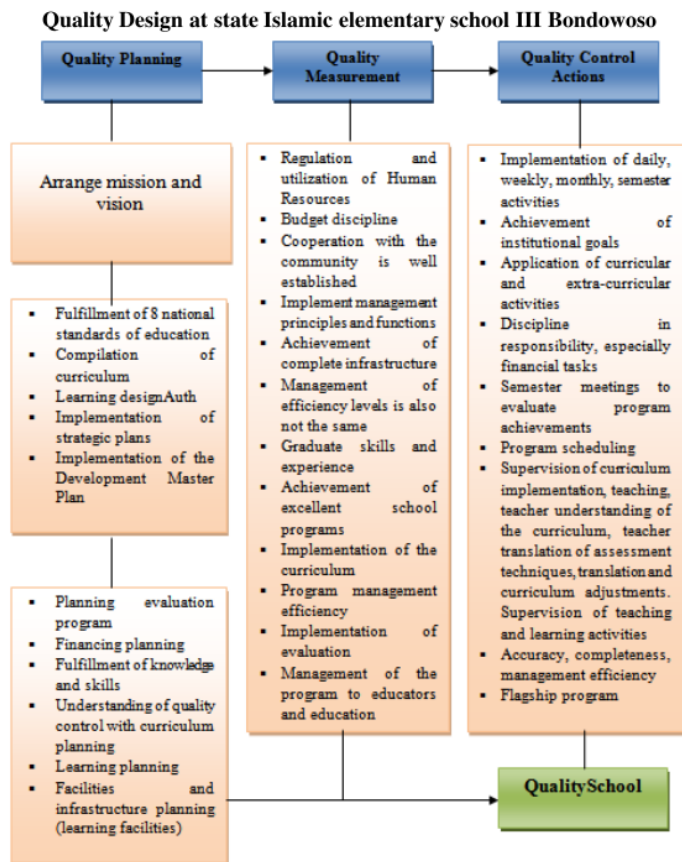 Quality Design at state Islamic elementary school III Bondowoso
Quality Planning
Quality
Measurement
Quality Control
Actions
Arrange mission and
vision
▪ Fulfillment of 8 national
standards of education
▪ Compilation of
curriculum
▪ Learning designAuth
▪ Implementation of
strategic plans
▪ Implementation of the
Development Master
Plan
▪ Planning evaluation
program
▪ Financing planning
▪ Fulfillment of knowledge
and skills
▪ Understanding of quality
control with curriculum
planning
▪ Learning planning
▪ Facilities and
infrastructure planning
(learning facilities)
▪ Regulation and
utilization of Human
Resources
▪ Budget discipline
▪ Cooperation with the
community is well
established
▪ Implement management
principles and functions
▪ Achievement of
complete infrastructure
▪ Management of
efficiency levels is also
not the same
▪ Graduate skills and
experience
▪ Achievement of
excellent school
programs
▪ Implementation of the
curriculum
▪ Program management
efficiency
▪ Implementation of
evaluation
▪ Management of the
program to educators
and education
▪ Implementation of daily,
weekly, monthly, semester
activities
▪ Achievement of
institutional goals
▪ Application of curricular
and extra-curricular
activities
▪ Discipline in
responsibility, especially
financial tasks
▪ Semester meetings to
evaluate program
achievements
▪ Program scheduling
▪ Supervision of curriculum
implementation, teaching,
teacher understanding of
the curriculum, teacher
translation of assessment
techniques, translation and
curriculum adjustments.
Supervision of teaching
and learning activities
▪ Accuracy, completeness,
management efficiency
▪ Flagship program
QualitySchool